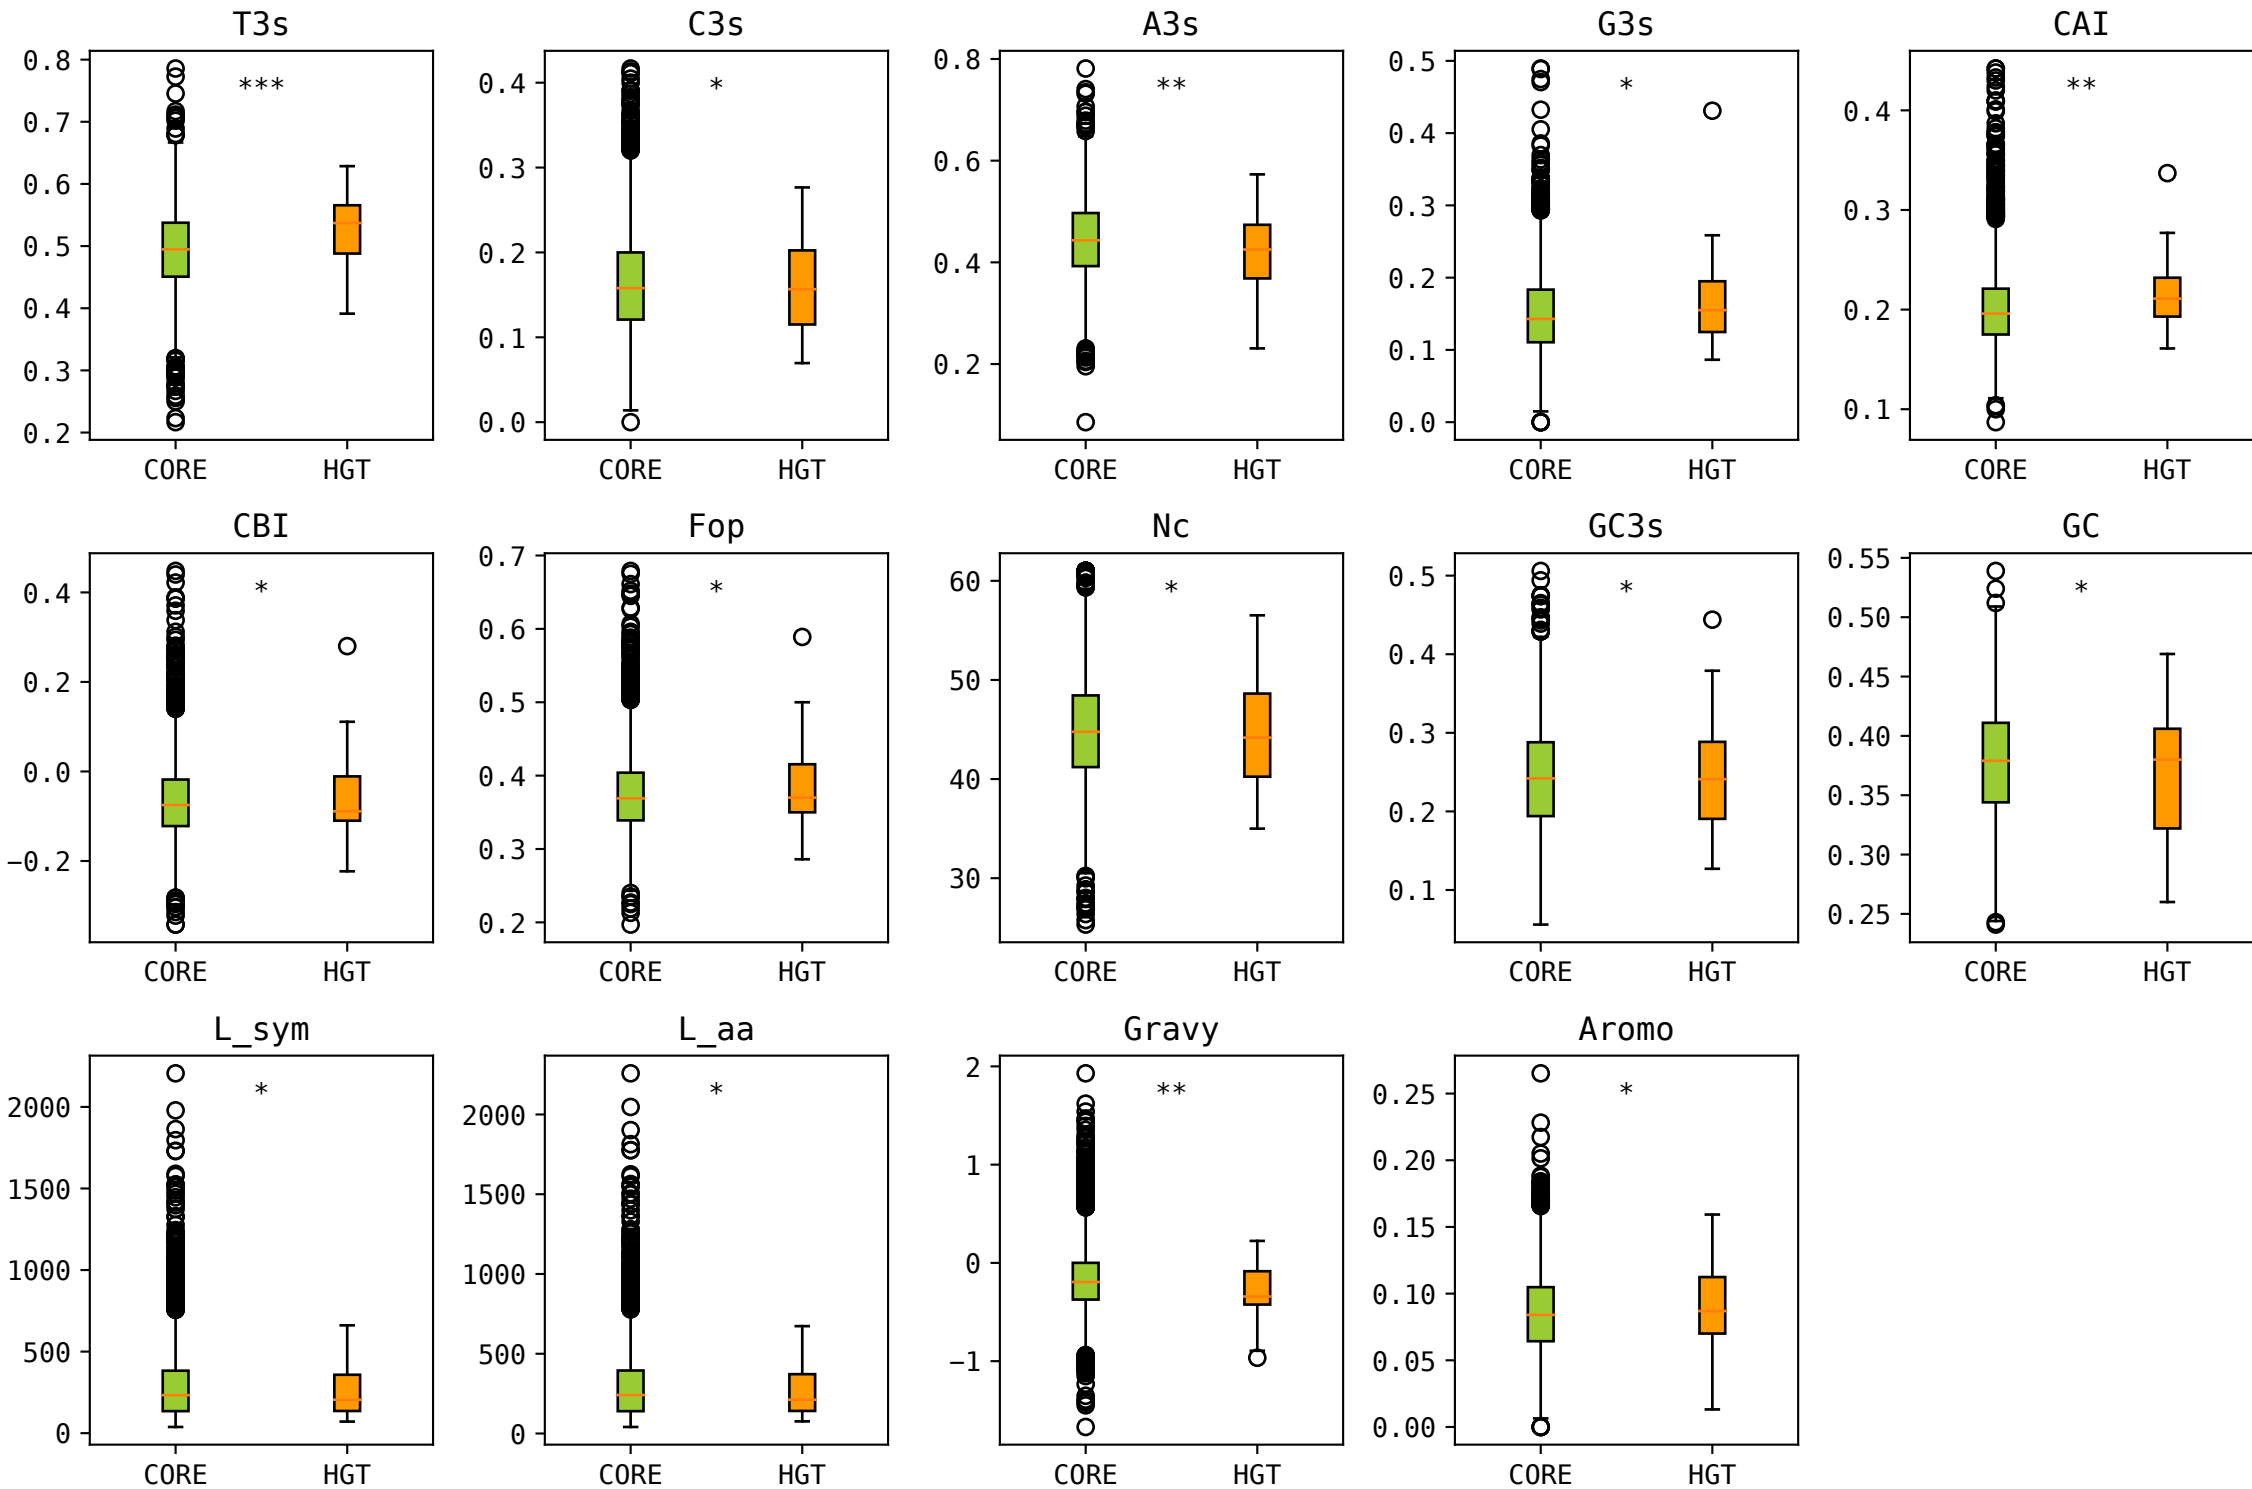 T3s
C3s
A3s
G3s
CAI
0.8
0.7
0.6
0.5
0.4
0.3
0.2
***
CORE
HGT
0.4
0.3
0.2
0.1
0.0
*
CORE
HGT
0.8
0.6
0.4
0.2
**
CORE
HGT
0.5
0.4
0.3
0.2
0.1
0.0
*
CORE
HGT
0.4
0.3
0.2
0.1
**
CORE
HGT
CBI
Fop
Nc
GC3s
GC
0.4
0.2
0.0
−0.2
*
CORE
HGT
0.7
0.6
0.5
0.4
0.3
0.2
*
CORE
HGT
60
50
40
30
*
CORE
HGT
0.5
0.4
0.3
0.2
0.1
*
CORE
HGT
0.55
0.50
0.45
0.40
0.35
0.30
0.25
*
CORE
HGT
L_sym
L_aa
Gravy
Aromo
2000
1500
1000
500
0
*
CORE
HGT
2000
1500
1000
500
0
*
CORE
HGT
2
1
0
−1
**
CORE
HGT
0.25
0.20
0.15
0.10
0.05
0.00
*
CORE
HGT